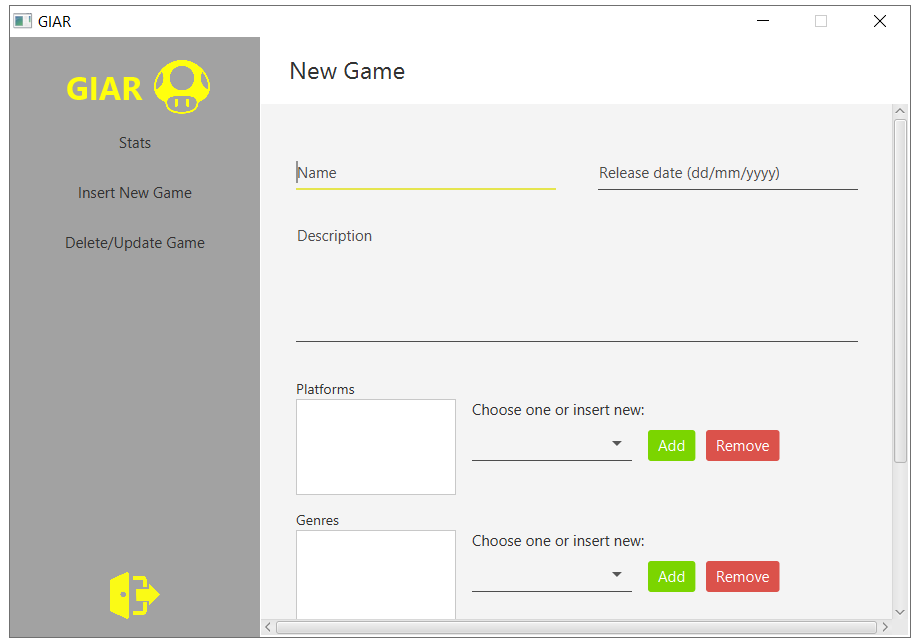 GIAR
GIAR
Stats
Insert New Game
Delete/Update Game
New Game
Name
Release date (dd/mm/yyyy)
Description
Platforms
Choose one or insert new:
Add
Remove
Genres
Choose one or insert new:
Add
Remove